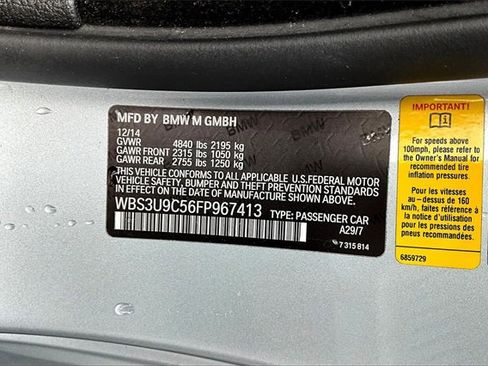 MFD BY BMW M GMBH
12/14
GVWR 4840 lbs 2195 kg
GAWR FRONT 2315 lbs 1050 kg
GAWR REAR 2755 lbs 1250 kg
THIS VEHICLE CONFORMS TO ALL APPLICABLE U.S.FEDERAL MOTOR
VEHICLE SAFETY, BUMPER, AND THEFT PREVENTION STANDARDS
IN EFFECT ON THE DATE OF MANUFACTURE SHOWN ABOVE.
WBS3U9C56FP967413 TYPE: PASSENGER CAR
A29/7
7 315 814
IMPORTANT!
For speeds above
100mph, please refer to
the Owner's Manual for
recommended tire
inflation pressures.
Pour les vitesses
au-dessus de 160
km/h, faites référence
au manuel d'utilisation
pour les pressions des
pneus recommandées.
6859729